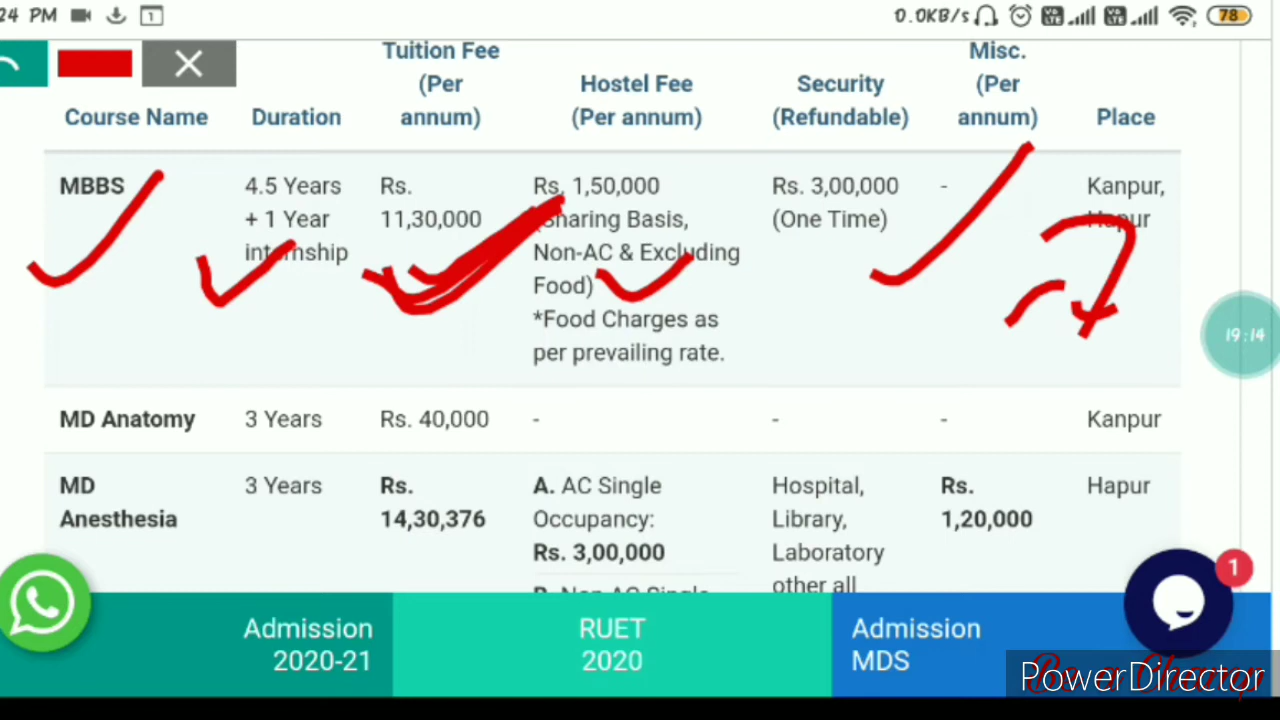 24 PM
0.0KB/s
78
1
Tuition Fee
(Per
annum)
Hostel Fee
(Per annum)
Security
(Refundable)
Misc.
(Per
annum)
Course Name
Duration
Place
MBBS
4.5 Years
+ 1 Year
internship
Rs.
11,30,000
Rs. 1,50,000
(Sharing Basis,
Non-AC & Excluding
Food)
*Food Charges as
per prevailing rate.
Rs. 3,00,000
(One Time)
-
Kanpur,
Hapur
19:14
MD Anatomy
3 Years
Rs. 40,000
-
-
-
Kanpur
MD
Anesthesia
3 Years
Rs.
14,30,376
A. AC Single
Occupancy:
Rs. 3,00,000
B. Non AC Single
Hospital,
Library,
Laboratory
other all
Rs.
1,20,000
Hapur
1
Admission
2020-21
RUET
2020
Admission
MDS
PowerDirector